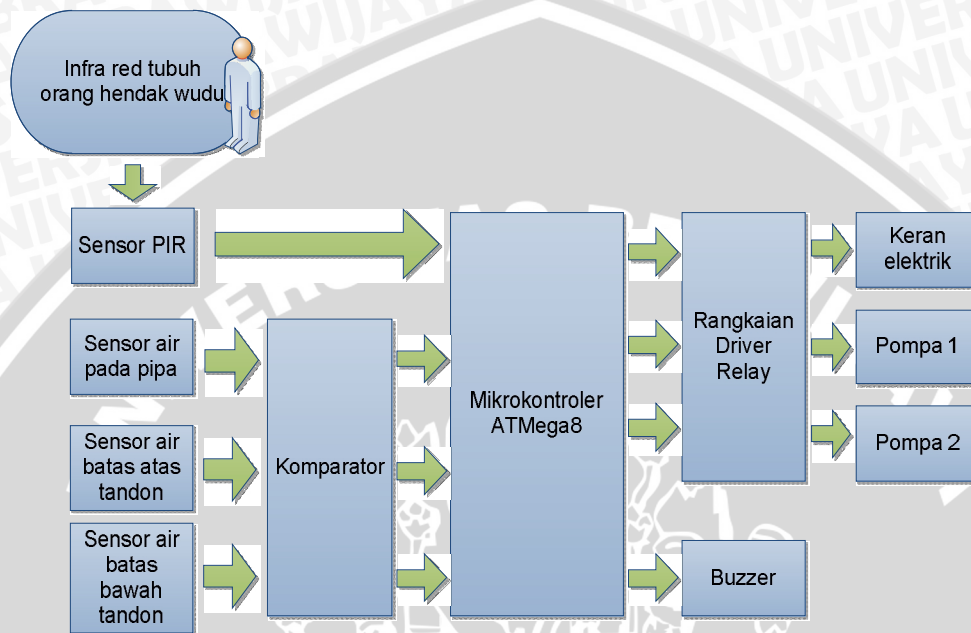 Infra red tubuh
orang hendak wudu
Sensor PIR
Keran
elektrik
Sensor air
pada pipa
Rangkaian
Driver
Relay
Pompa 1
Mikrokontroler
ATMega8
Sensor air
batas atas
tandon
Komparator
Pompa 2
Sensor air
batas
bawah
tandon
Buzzer